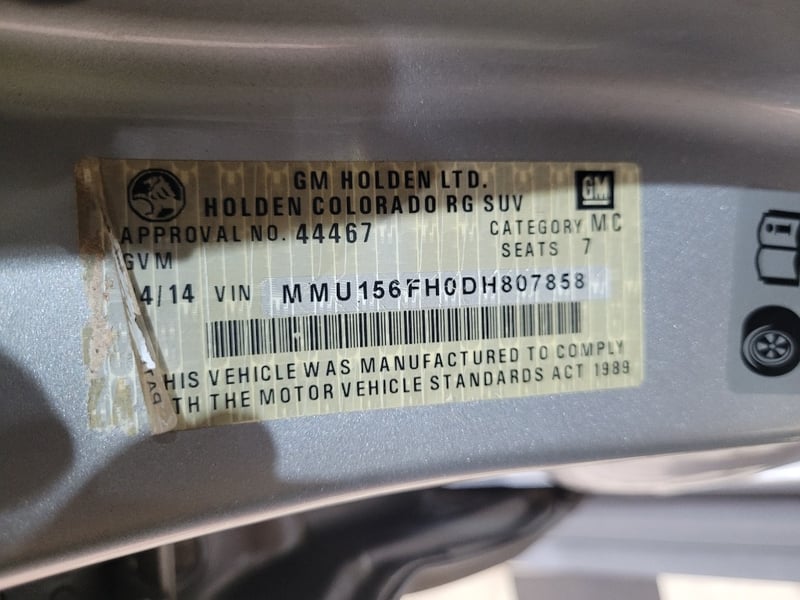 GM HOLDEN LTD.
GM
HOLDEN COLORADO RG SUV
APPROVAL NO. 44467
CATEGORY MC
GVM
SEATS 7
4/14 VIN MMU156FH0DH807858
HIS VEHICLE WAS MANUFACTURED TO COMPLY
TH THE MOTOR VEHICLE STANDARDS ACT 1989